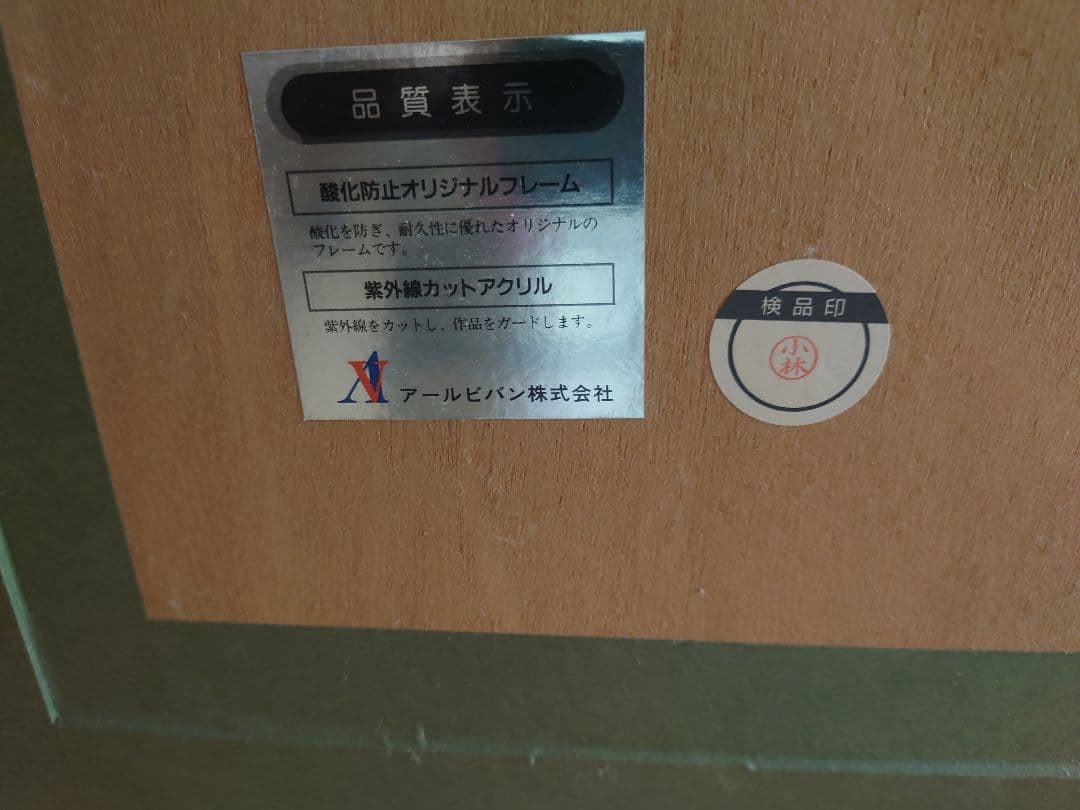 品質表示
酸化防止オリジナルフレーム
酸化を防ぎ、耐久性に優れたオリジナルの
フレームです。
紫外線カットアクリル
紫外線をカットし、作品をガードします。
AV アールビバン株式会社
検品印
小林